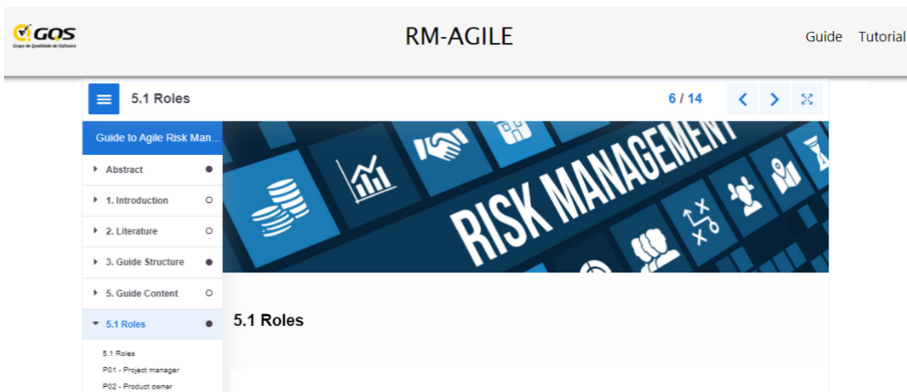 GQS
Grupo de Qualidade de Software
RM-AGILE
Guide Tutorial
5.1 Roles
6 / 14
Guide to Agile Risk Man...
Abstract
1. Introduction
2. Literature
3. Guide Structure
5. Guide Content
5.1 Roles
5.1 Roles
P01 - Project manager
P02 - Product owner
RISK MANAGEMENT
5.1 Roles